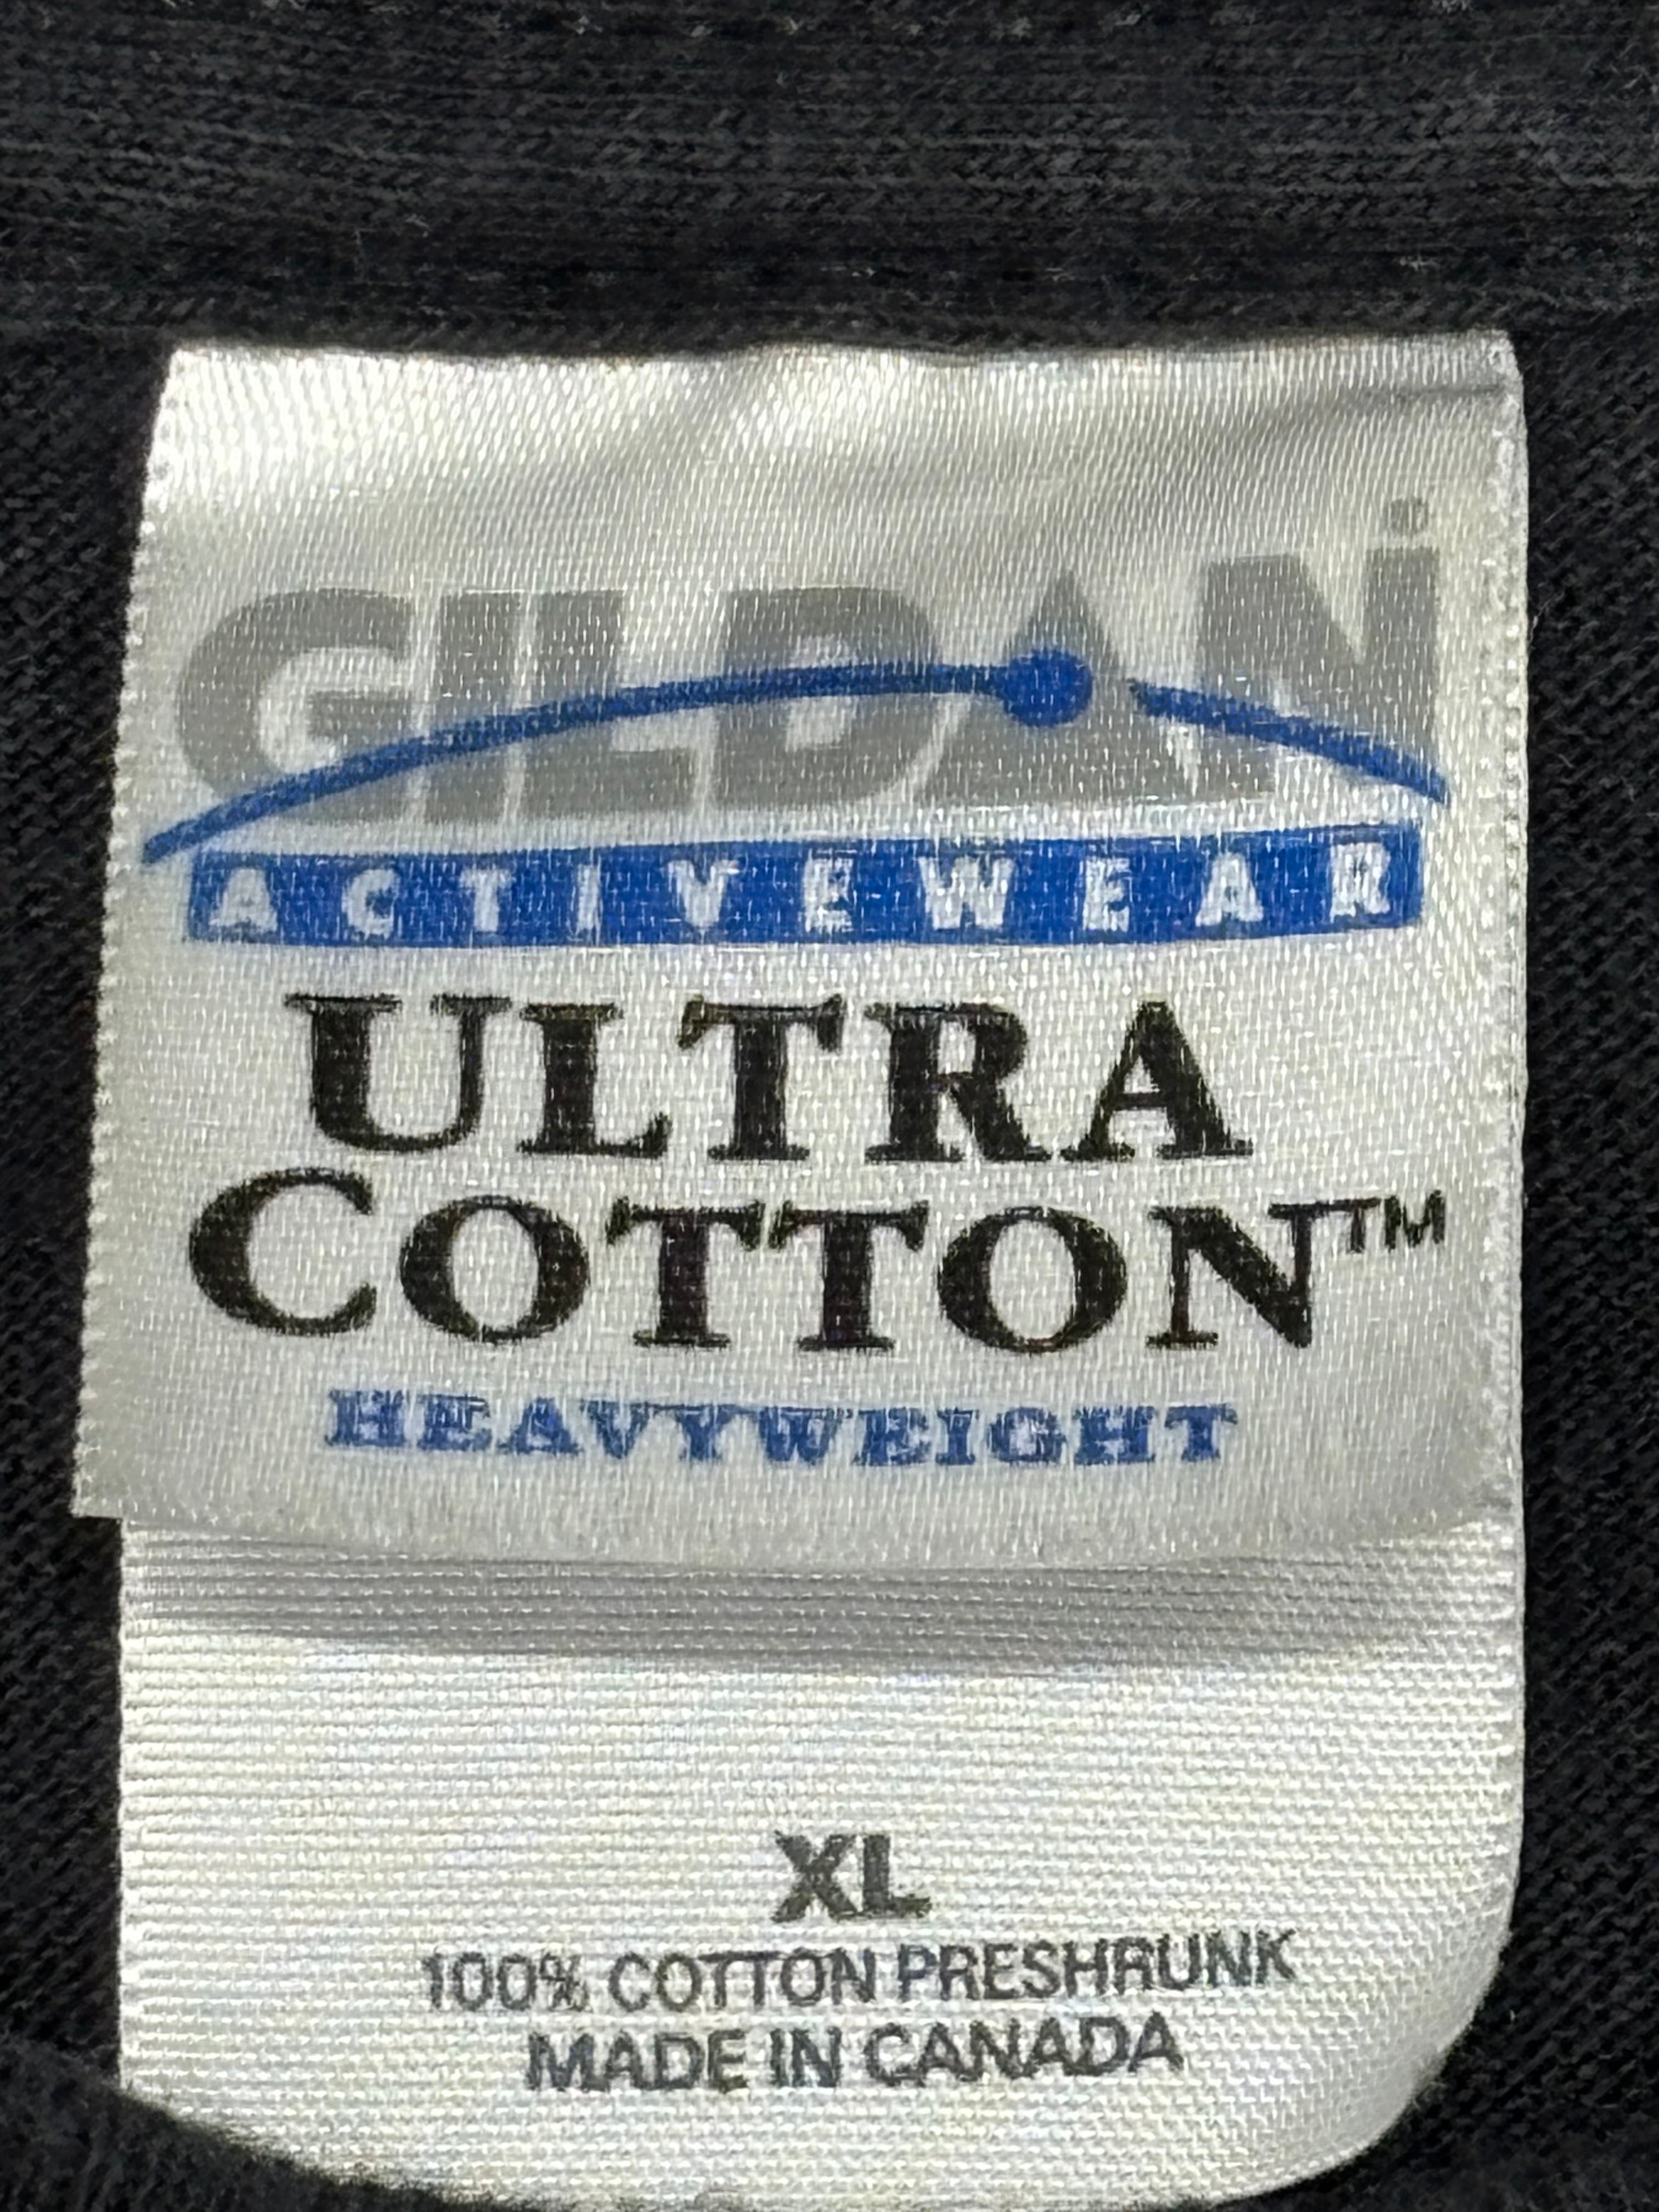 GILDAN
ACTIVEWEAR
ULTRA
COTTON™
HEAVYWEIGHT
XL
100% COTTON PRESHRUNK
MADE IN CANADA